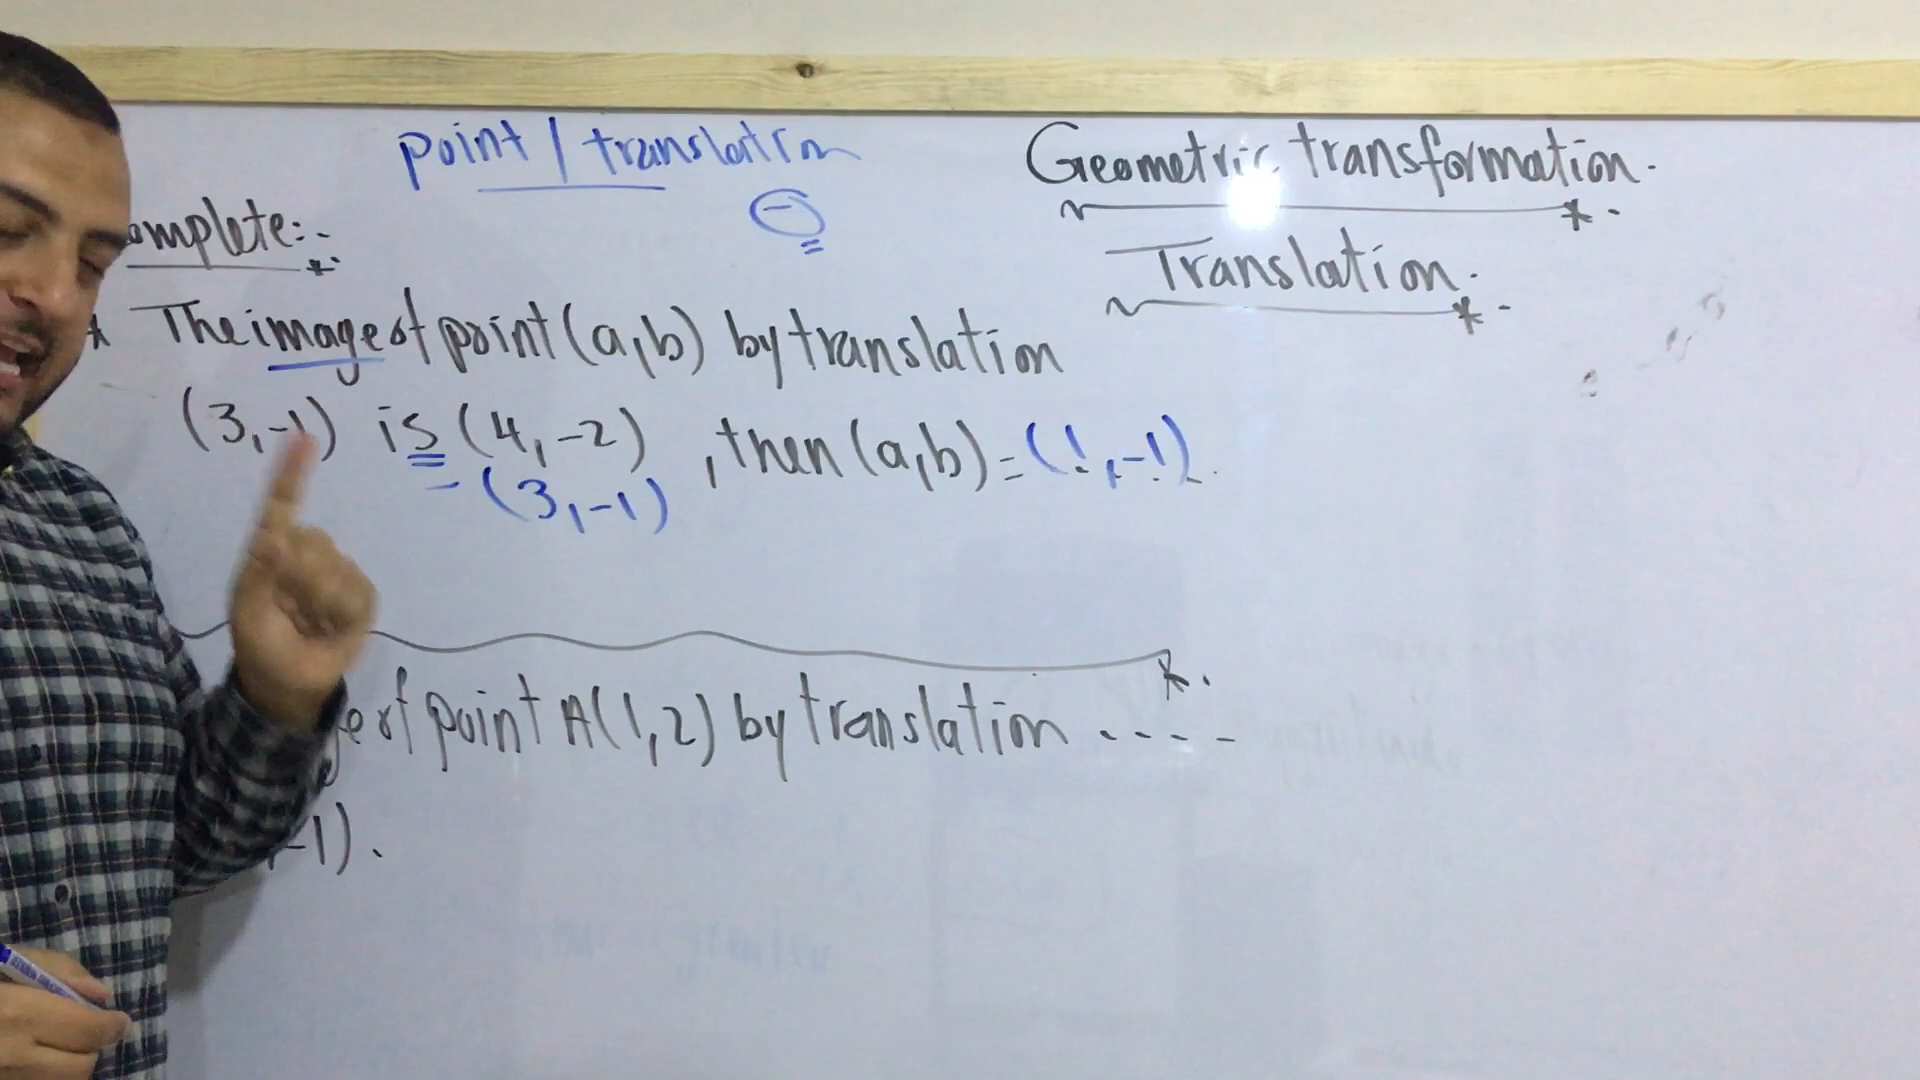 point / translation
Geometric transformation.
Translation.
omplete:-
The image of point (a,b) by translation
(3,-1) is (4,-2) , then (a,b) = (1,-1).
- (3,-1)
ge of point A(1,2) by translation ....
,-1).